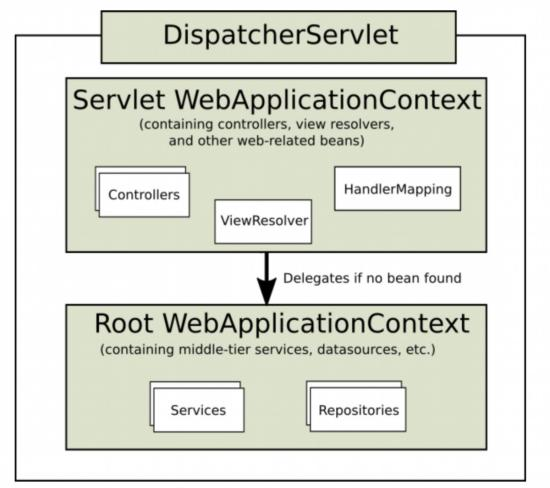 DispatcherServlet
Servlet WebApplicationContext
(containing controllers, view resolvers,
and other web-related beans)
Controllers
HandlerMapping
ViewResolver
Delegates if no bean found
Root WebApplicationContext
(containing middle-tier services, datasources, etc.)
Services
Repositories